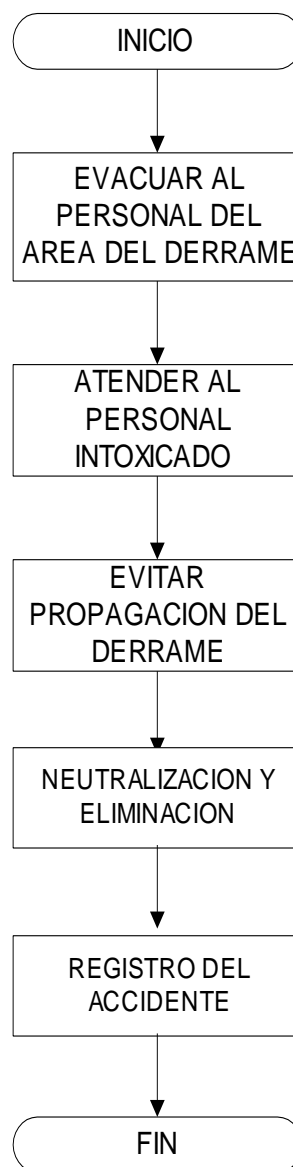 INICIO
EVACUAR AL
PERSONAL DEL
AREA DEL DERRAME
ATENDER AL
PERSONAL
INTOXICADO
EVITAR
PROPAGACION DEL
DERRAME
NEUTRALIZACION Y
ELIMINACION
REGISTRO DEL
ACCIDENTE
FIN